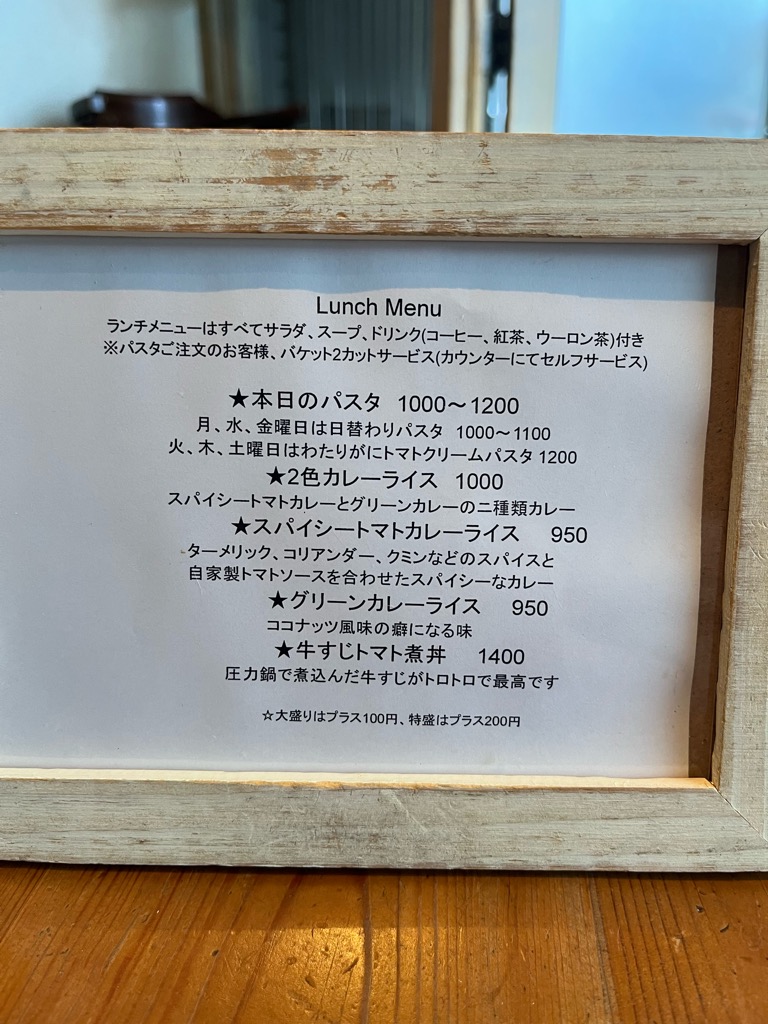 Lunch Menu
ランチメニューはすべてサラダ、スープ、ドリンク(コーヒー、紅茶、ウーロン茶)付き
※パスタご注文のお客様、バケット2カットサービス(カウンターにてセルフサービス)
★本日のパスタ 1000～1200
月、水、金曜日は日替わりパスタ 1000～1100
火、木、土曜日はわたりがにトマトクリームパスタ 1200
★2色カレーライス 1000
スパイシートマトカレーとグリーンカレーのニ種類カレー
★スパイシートマトカレーライス 950
ターメリック、コリアンダー、クミンなどのスパイスと
自家製トマトソースを合わせたスパイシーなカレー
★グリーンカレーライス 950
ココナッツ風味の癖になる味
★牛すじトマト煮丼 1400
圧力鍋で煮込んだ牛すじがトロトロで最高です
☆大盛りはプラス100円、特盛はプラス200円